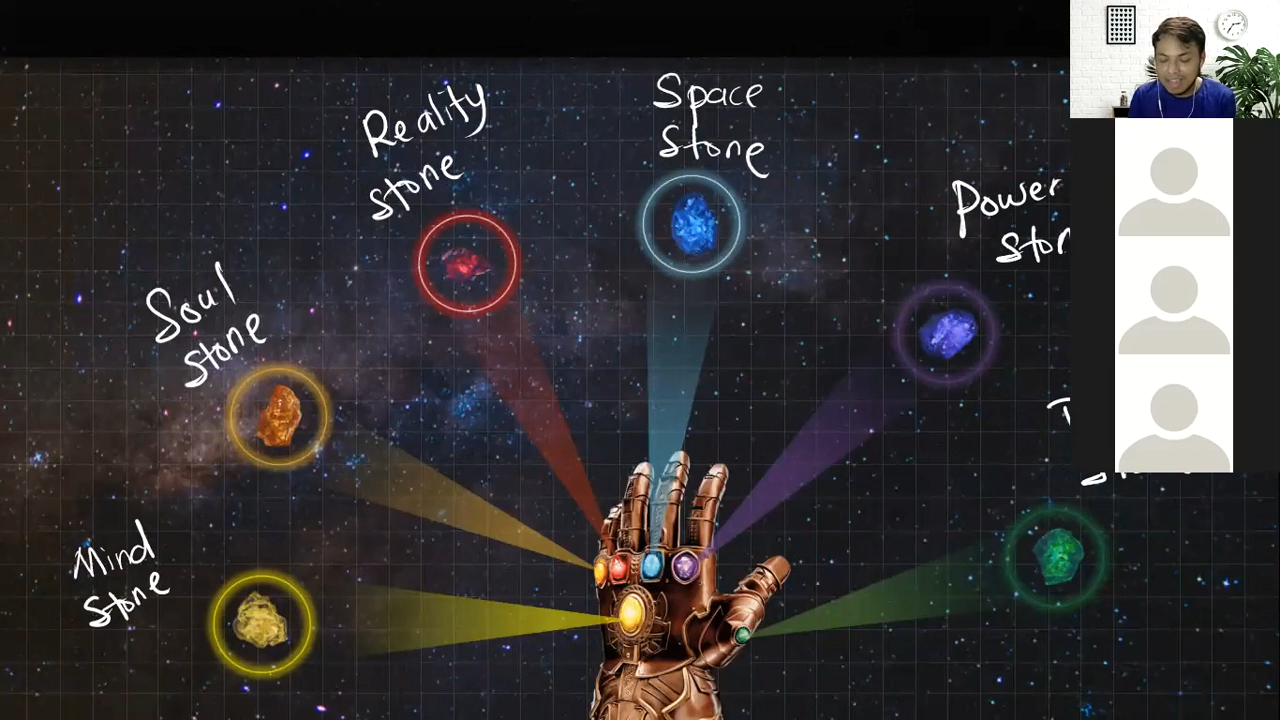 Reality
stone
Space
Stone
Power
Soul
stone
Mind
Stone